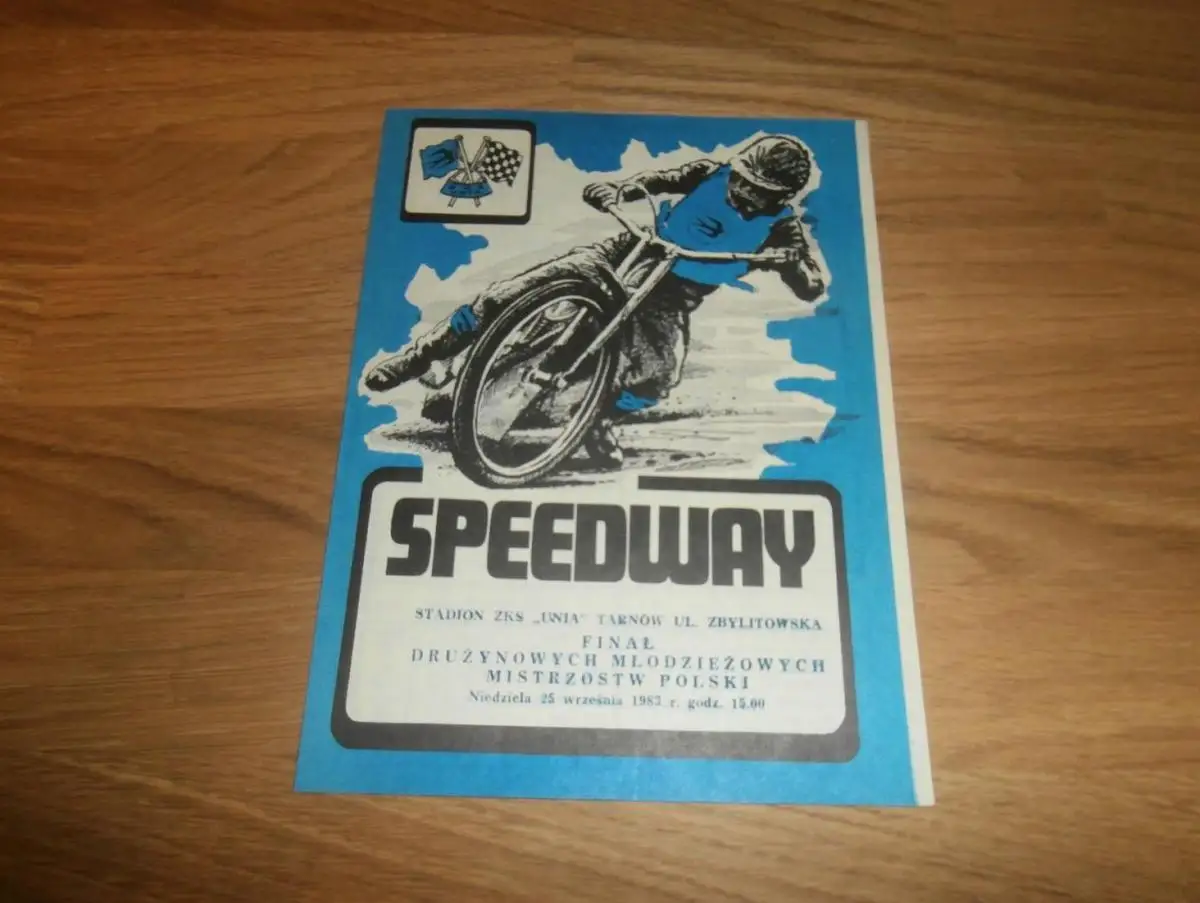 SPEEDWAY
STADION ZKS „UNIA" TARNÓW UL. ZBYLITOWSKA
FINAŁ
DRUŻYNOWYCH MŁODZIEŻOWYCH
MISTRZOSTW POLSKI
Niedziela 25 września 1983 r. godz. 15.00